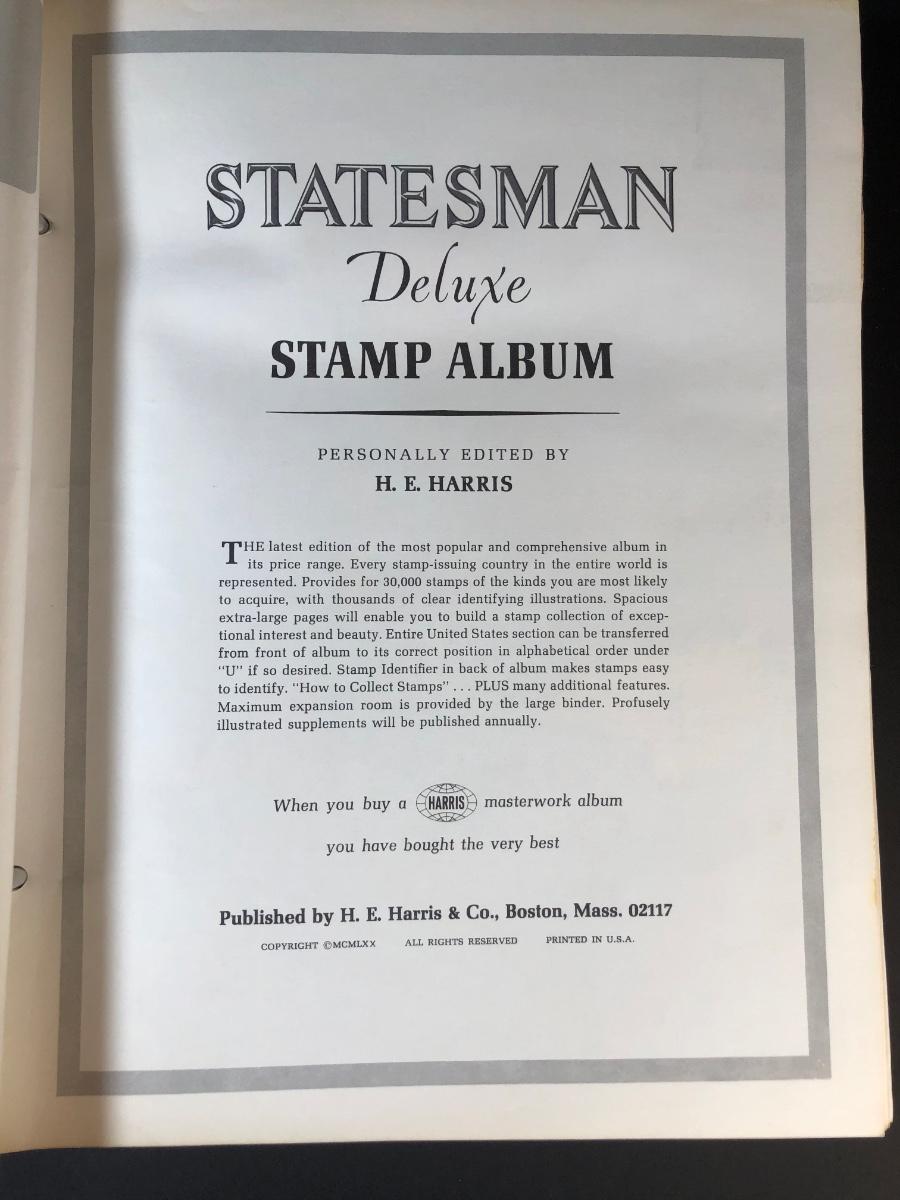 STATESMAN
Deluxe
STAMP ALBUM
PERSONALLY EDITED BY
H. E. HARRIS
THE latest edition of the most popular and comprehensive album in
its price range. Every stamp-issuing country in the entire world is
represented. Provides for 30,000 stamps of the kinds you are most likely
to acquire, with thousands of clear identifying illustrations. Spacious
extra-large pages will enable you to build a stamp collection of excep-
tional interest and beauty. Entire United States section can be transferred
from front of album to its correct position in alphabetical order under
"U" if so desired. Stamp Identifier in back of album makes stamps easy
to identify. "How to Collect Stamps" . . . PLUS many additional features.
Maximum expansion room is provided by the large binder. Profusely
illustrated supplements will be published annually.
When you buy a HARRIS masterwork album
you have bought the very best
Published by H. E. Harris & Co., Boston, Mass. 02117
COPYRIGHT ©MCMLXX ALL RIGHTS RESERVED PRINTED IN U.S.A.